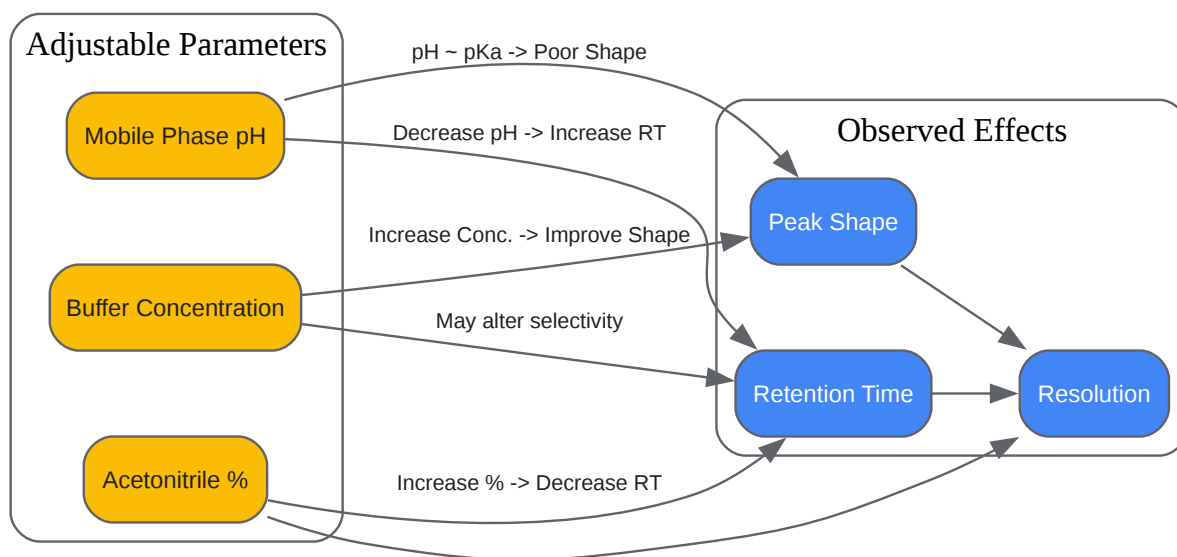 Adjustable Parameters
pH ~ pKa -> Poor Shape
Mobile Phase pH
Decrease pH -> Increase RT
Observed Effects
Peak Shape
Increase Conc. -> Improve Shape
Buffer Concentration
May alter selectivity
Retention Time
Resolution
Acetonitrile %
Increase % -> Decrease RT